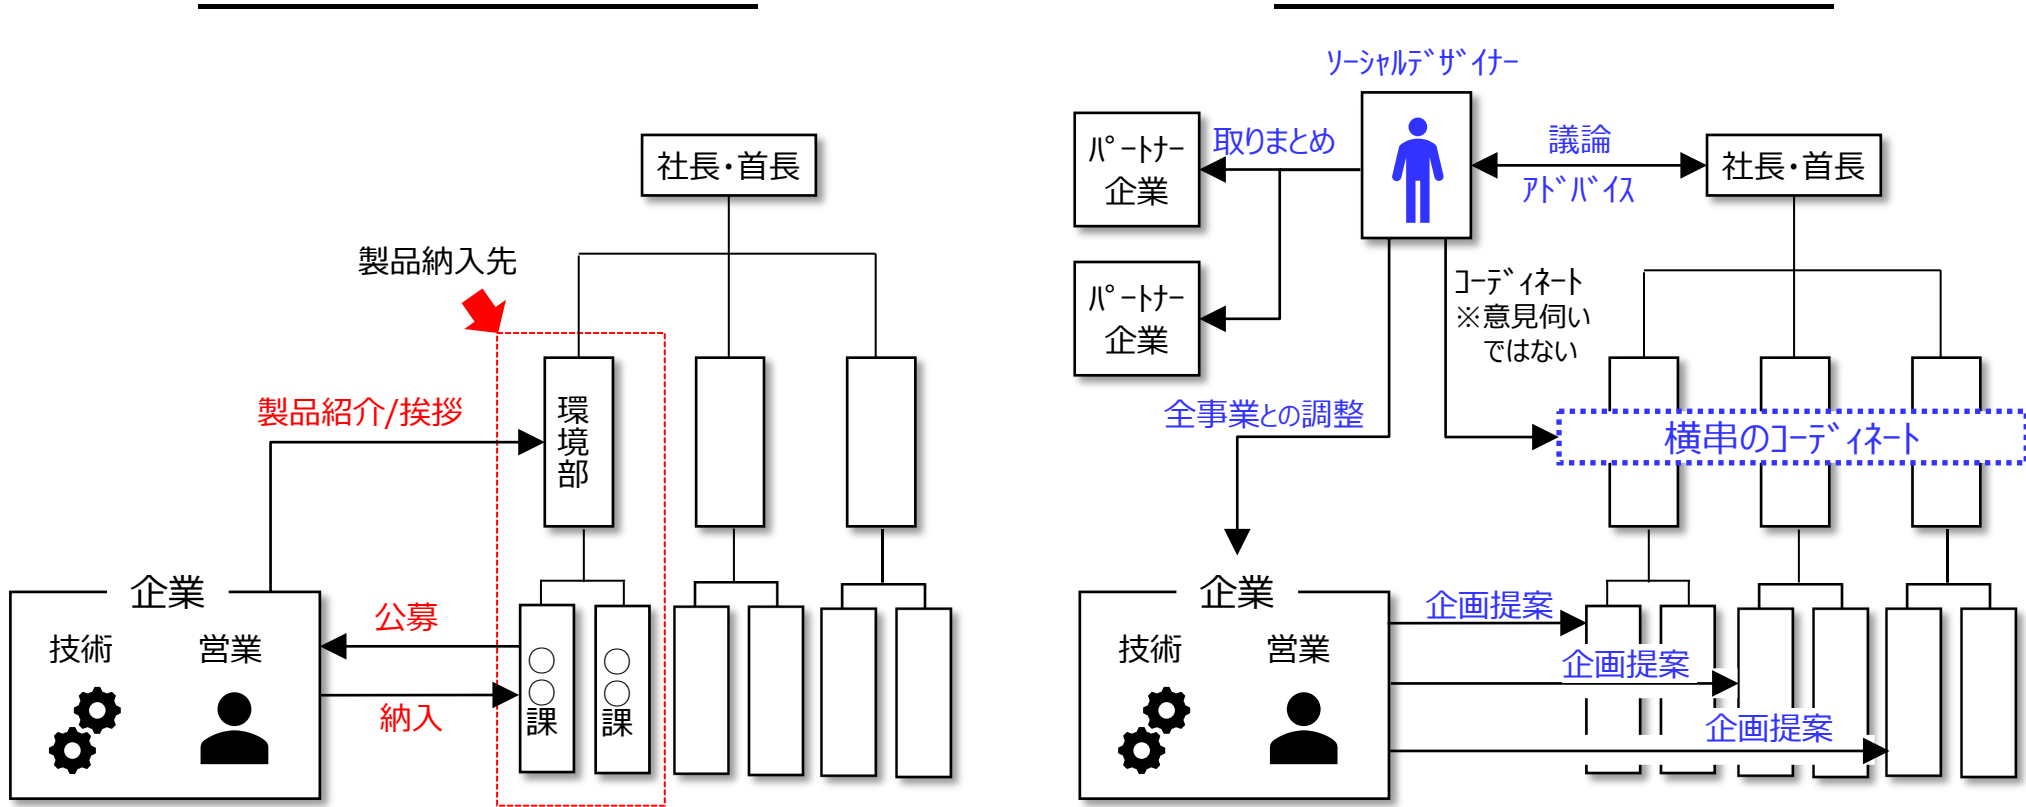 社長・首長
製品納入先
製品紹介/挨拶
環境部
企業
技術
営業
公募
納入
〇〇課
〇〇課
ｿｰｼｬﾙﾃﾞｻﾞｲﾅｰ
ﾊﾟｰﾄﾅｰ
企業
取りまとめ
議論
ｱﾄﾞﾊﾞｲｽ
社長・首長
ﾊﾟｰﾄﾅｰ
企業
ｺｰﾃﾞｨﾈｰﾄ
※意見伺い
ではない
全事業との調整
横串のｺｰﾃﾞｨﾈｰﾄ
企業
技術
営業
企画提案
企画提案
企画提案